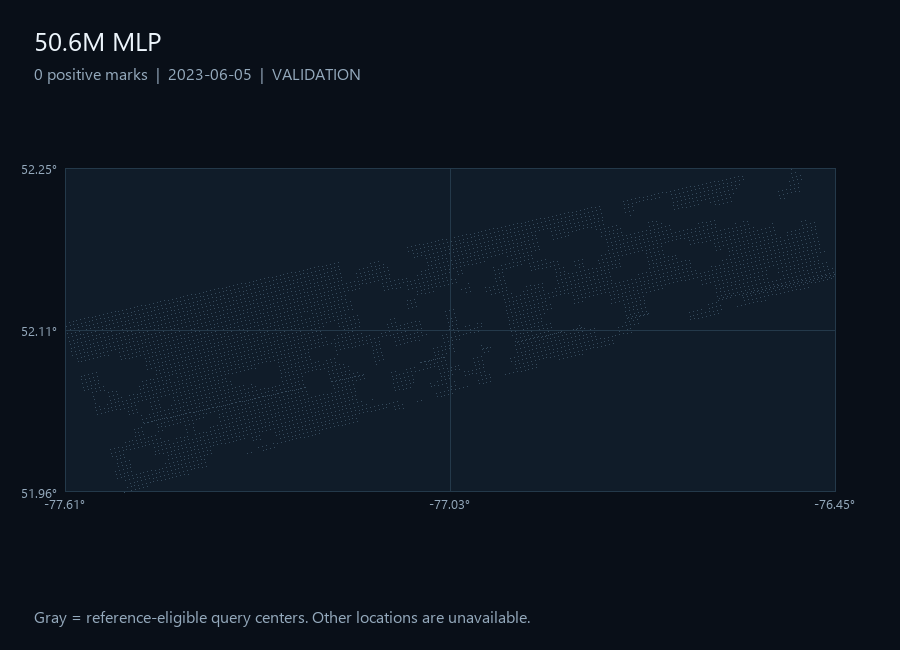 50.6M MLP
0 positive marks | 2023-06-05 | VALIDATION
52.25°
52.11°
51.96°
-77.61°
-77.03°
-76.45°
Gray = reference-eligible query centers. Other locations are unavailable.